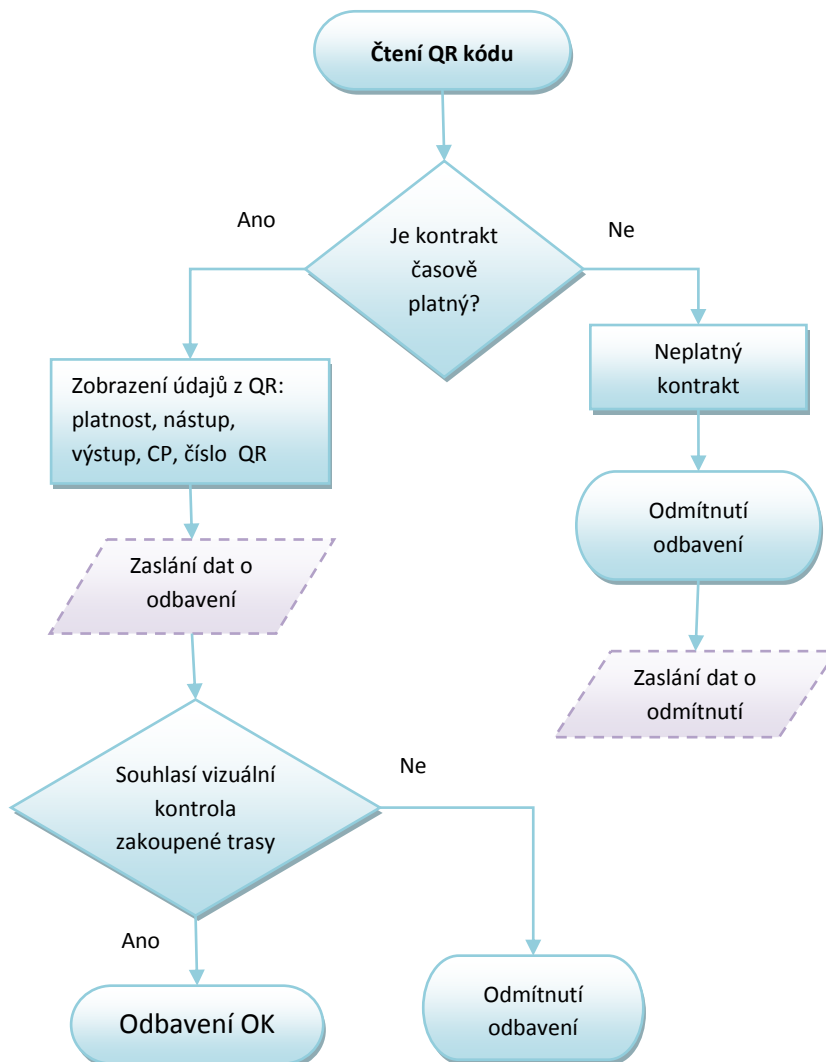 Čtení QR kódu
Ano
Je kontrakt
časově
platný?
Ne
Zobrazení údajů z QR:
platnost, nástup,
výstup, CP, číslo  QR
Neplatný
kontrakt
Odmítnutí
odbavení
Zaslání dat o
odbavení
Zaslání dat o
odmítnutí
Souhlasí vizuální
kontrola
zakoupené trasy
Ne
Ano
Odbavení OK
Odmítnutí
odbavení